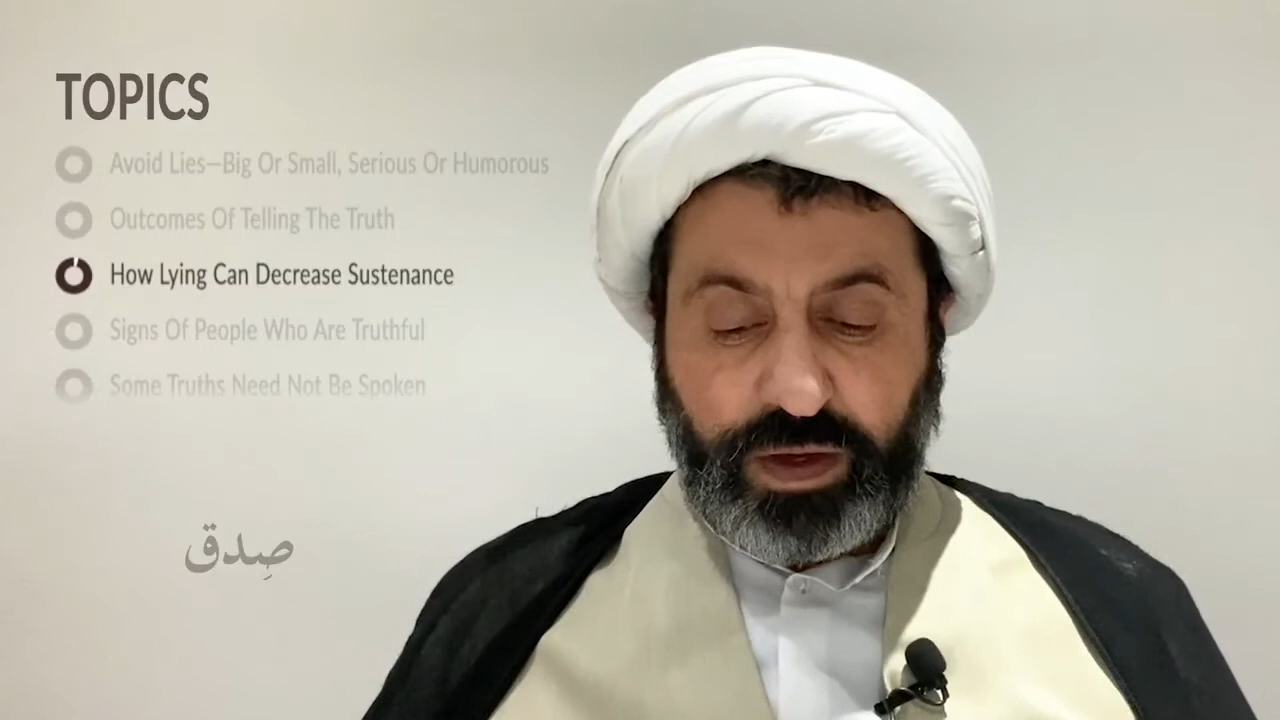 TOPICS
Avoid Lies—Big Or Small, Serious Or Humorous
Outcomes Of Telling The Truth
How Lying Can Decrease Sustenance
Signs Of People Who Are Truthful
Some Truths Need Not Be Spoken
صِدق